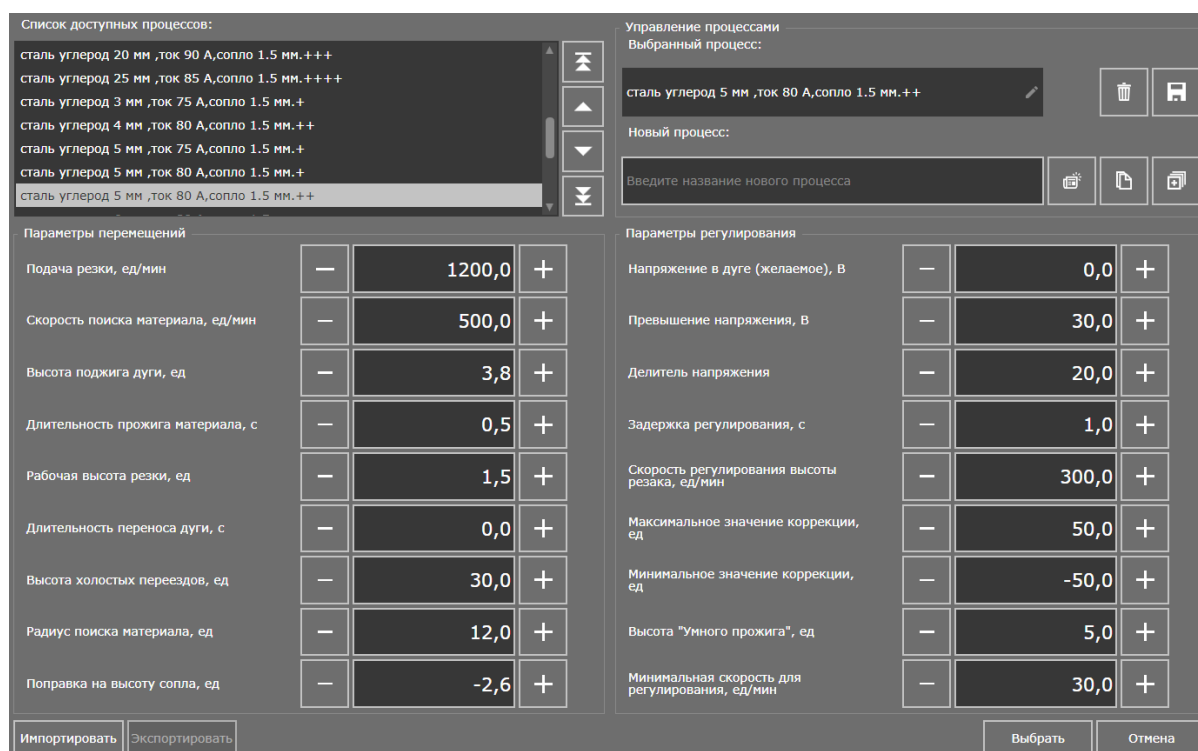 Список доступных процессов:
сталь углерод 20 мм ,ток 90 А,сопло 1.5 мм.+++
сталь углерод 25 мм ,ток 85 А,сопло 1.5 мм.++++
сталь углерод 3 мм ,ток 75 А,сопло 1.5 мм.+
сталь углерод 4 мм ,ток 80 А,сопло 1.5 мм.++
сталь углерод 5 мм ,ток 75 А,сопло 1.5 мм.+
сталь углерод 5 мм ,ток 80 А,сопло 1.5 мм.+
сталь углерод 5 мм ,ток 80 А,сопло 1.5 мм.++
Управление процессами
Выбранный процесс:
сталь углерод 5 мм ,ток 80 А,сопло 1.5 мм.++
Новый процесс:
Введите название нового процесса
Параметры перемещений
Подача резки, ед/мин 1200,0
Скорость поиска материала, ед/мин 500,0
Высота поджига дуги, ед 3,8
Длительность прожига материала, с 0,5
Рабочая высота резки, ед 1,5
Длительность переноса дуги, с 0,0
Высота холостых переездов, ед 30,0
Радиус поиска материала, ед 12,0
Поправка на высоту сопла, ед -2,6
Параметры регулирования
Напряжение в дуге (желаемое), В 0,0
Превышение напряжения, В 30,0
Делитель напряжения 20,0
Задержка регулирования, с 1,0
Скорость регулирования высоты
резака, ед/мин 300,0
Максимальное значение коррекции,
ед 50,0
Минимальное значение коррекции,
ед -50,0
Высота "Умного прожига", ед 5,0
Минимальная скорость для
регулирования, ед/мин 30,0
Импортировать Экспортировать
Выбрать Отмена